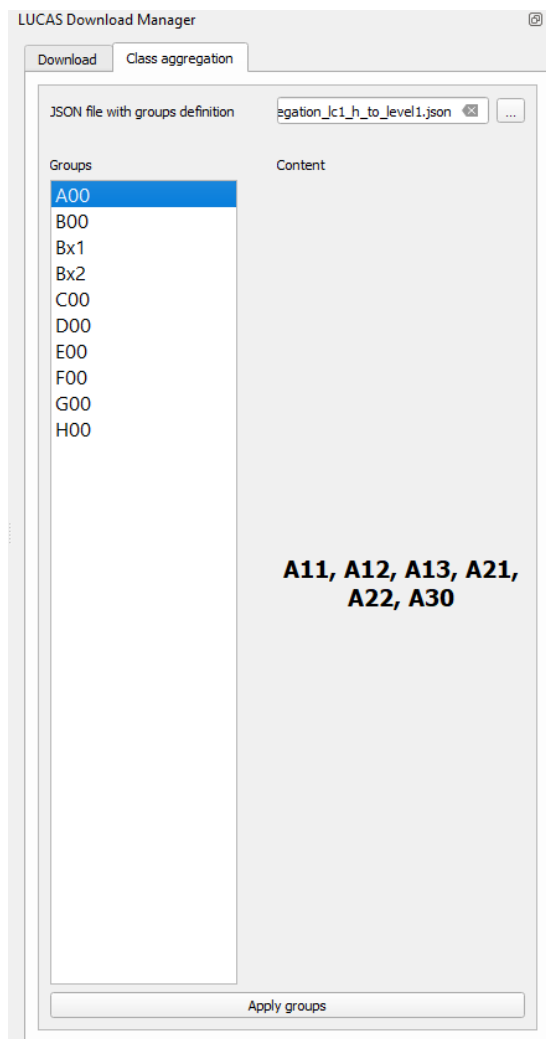 LUCAS Download Manager
Download Class aggregation
JSON file with groups definition egation_lc1_h_to_level1.json ...
Groups Content
A00
B00
Bx1
Bx2
C00
D00
E00
F00
G00
H00
A11, A12, A13, A21,
A22, A30
Apply groups